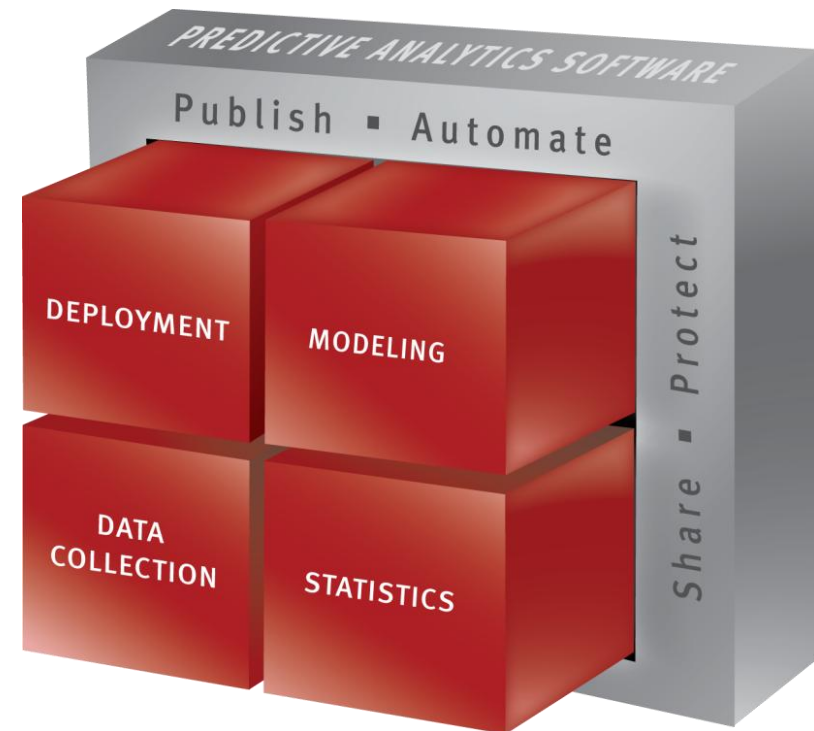 PREDICTIVE ANALYTICS SOFTWARE
Publish ▪ Automate
Share ▪ Protect
DEPLOYMENT
MODELING
DATA
COLLECTION
STATISTICS